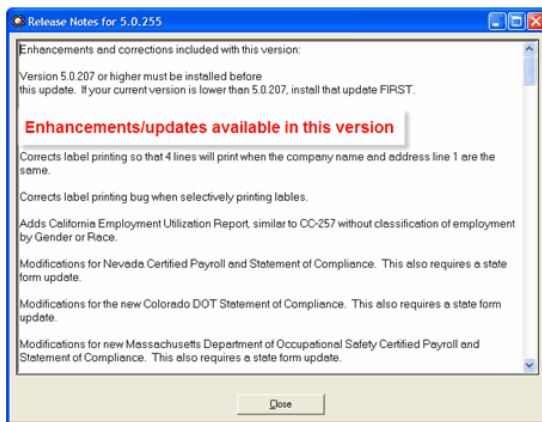 Release Notes for 5.0.255
Enhancements and corrections included with this version:
Version 5.0.207 or higher must be installed before
this update. If your current version is lower than 5.0.207, install that update FIRST.
Enhancements/updates available in this version
Corrects label printing so that 4 lines will print when the company name and address line 1 are the
same.
Corrects label printing bug when selectively printing lables.
Adds California Employment Utilization Report, similar to CC-257 without classification of employment
by Gender or Race.
Modifications for Nevada Certified Payroll and Statement of Compliance. This also requires a state
form update.
Modifications for the new Colorado DOT Statement of Compliance. This also requires a state form
update.
Modifications for new Massachusetts Department of Occupational Safety Certified Payroll and
Statement of Compliance. This also requires a state form update.
Close